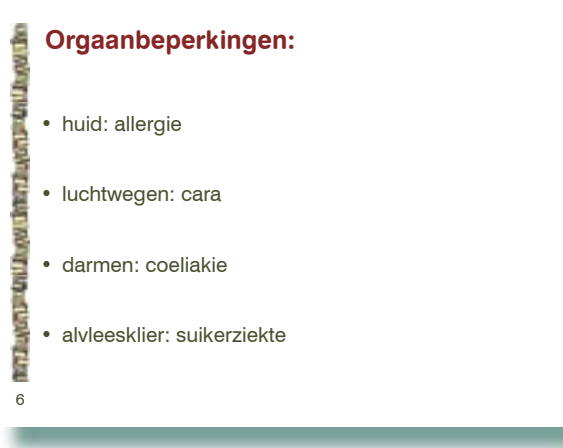 Orgaanbeperkingen:
• huid: allergie
• luchtwegen: cara
• darmen: coeliakie
• alvleesklier: suikerziekte
6